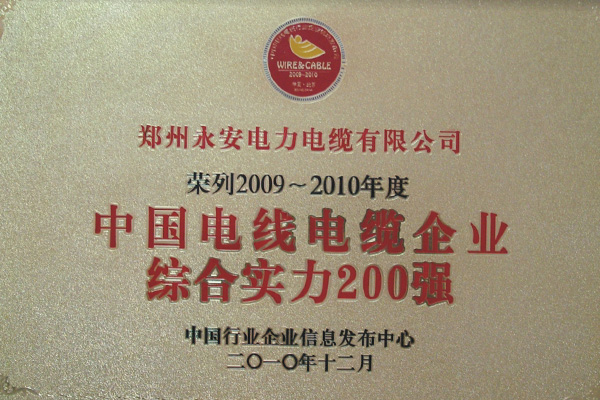 WIRE&CABLE
2009-2010
郑州永安电力电缆有限公司
荣列2009～2010年度
中国电线电缆企业
综合实力200强
中国行业企业信息发布中心
二〇一〇年十二月